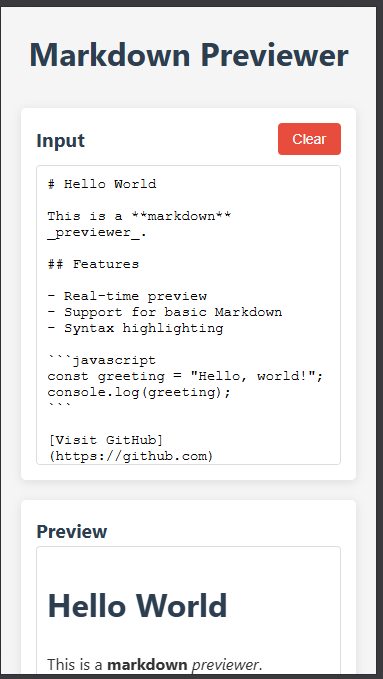 Markdown Previewer
Input
Clear
# Hello World
This is a **markdown**
_previewer_.
## Features
- Real-time preview
- Support for basic Markdown
- Syntax highlighting
```javascript
const greeting = "Hello, world!";
console.log(greeting);
```
[Visit GitHub]
(https://github.com)
Preview
Hello World
This is a markdown previewer.